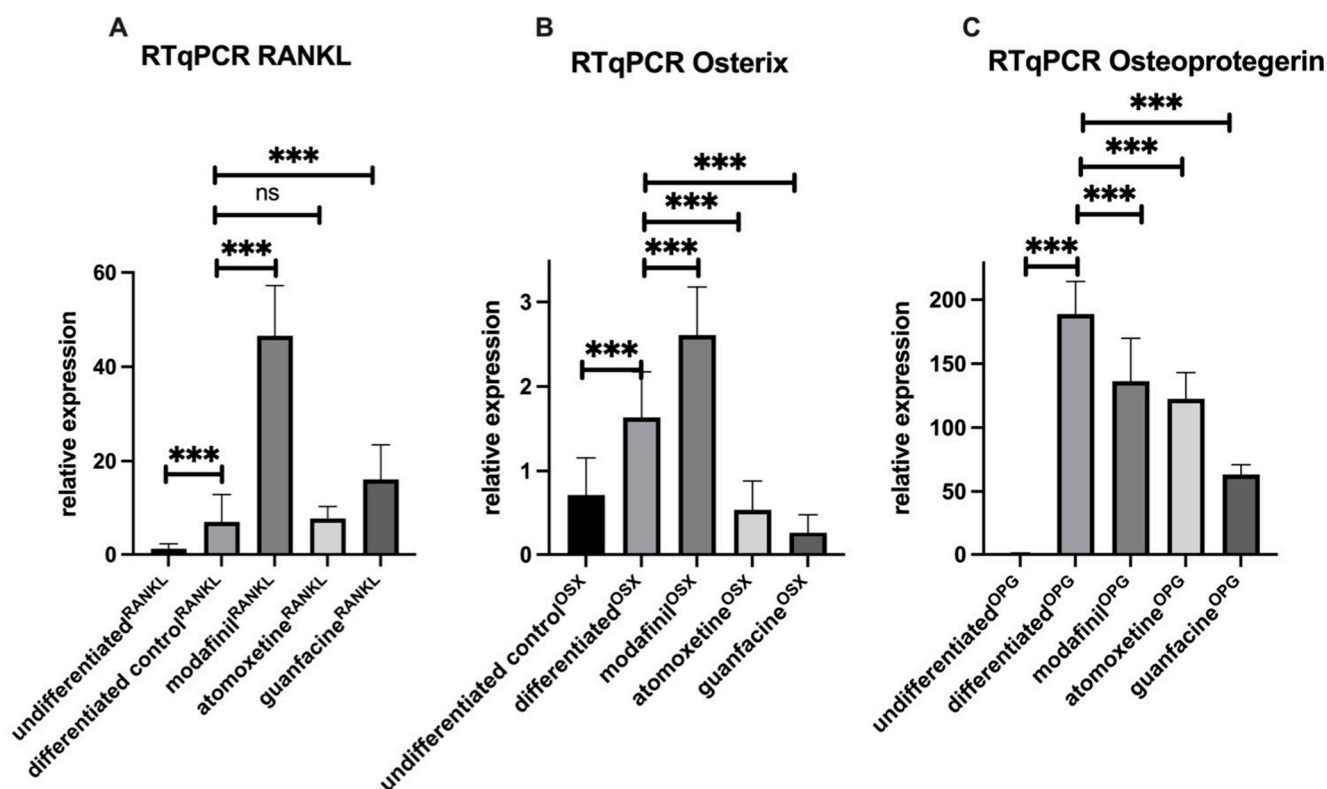 A
RTqPCR RANKL
***
ns
***
***
relative expression
60
40
20
0
undifferentiatedRANKL
differentiated controlRANKL
modafinilRANKL
atomoxetineRANKL
guanfacineRANKL
B
RTqPCR Osterix
***
***
***
***
relative expression
3
2
1
0
undifferentiated controlOSX
differentiatedOSX
modafinilOSX
atomoxetineOSX
guanfacineOSX
C
RTqPCR Osteoprotegerin
***
***
***
***
relative expression
200
150
100
50
0
undifferentiatedOPG
differentiatedOPG
modafinilOPG
atomoxetineOPG
guanfacineOPG